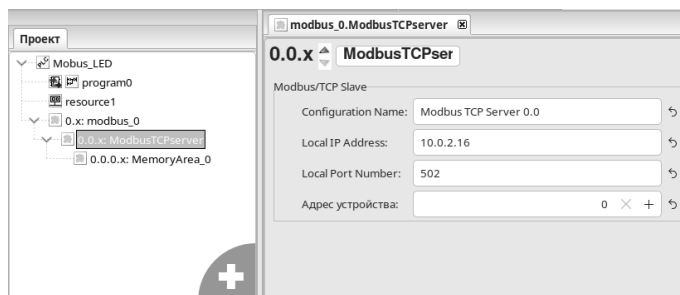 Проект
Mobus_LED
program0
resource1
0.x: modbus_0
0.0.x: ModbusTCPserver
0.0.0.x: MemoryArea_0
modbus_0.ModbusTCPserver
0.0.x ModbusTCPser
Modbus/TCP Slave
Configuration Name: Modbus TCP Server 0.0
Local IP Address: 10.0.2.16
Local Port Number: 502
Адрес устройства: 0